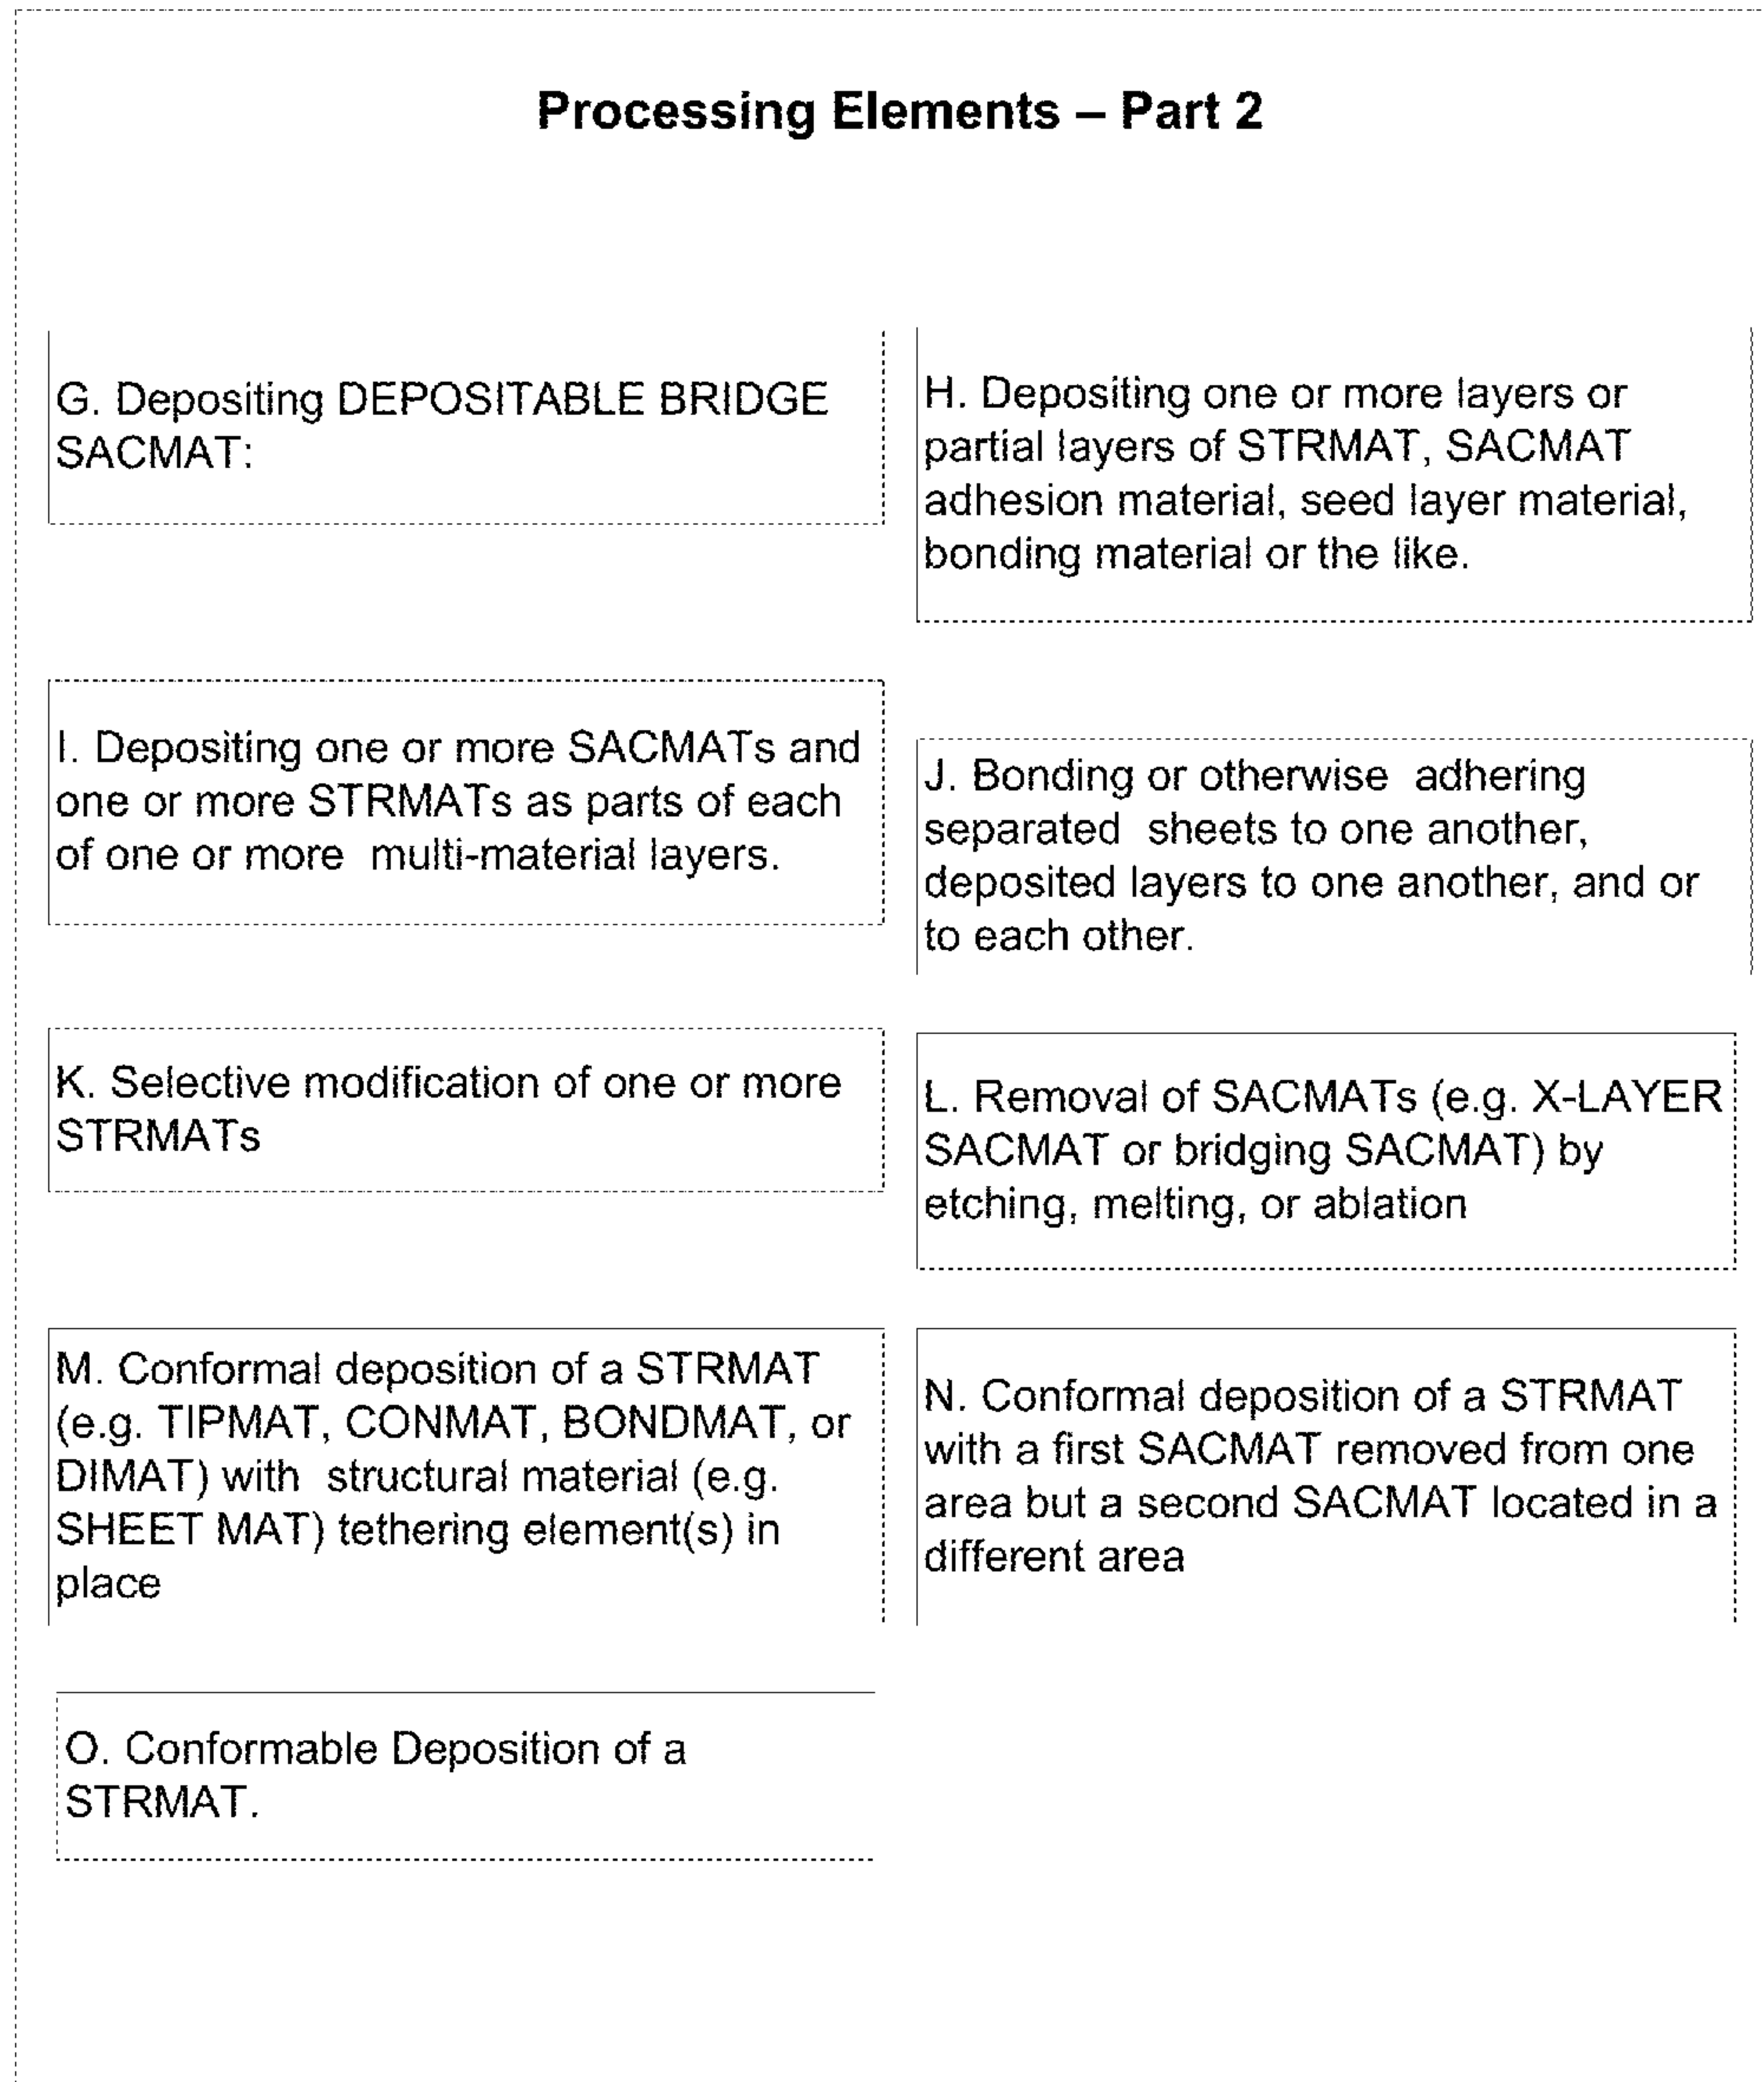 Processing Elements – Part 2
G. Depositing DEPOSITABLE BRIDGE
SACMAT:
H. Depositing one or more layers or
partial layers of STRMAT, SACMAT
adhesion material, seed layer material,
bonding material or the like.
I. Depositing one or more SACMATs and
one or more STRMATs as parts of each
of one or more multi-material layers.
J. Bonding or otherwise adhering
separated sheets to one another,
deposited layers to one another, and or
to each other.
K. Selective modification of one or more
STRMATs
L. Removal of SACMATs (e.g. X-LAYER
SACMAT or bridging SACMAT) by
etching, melting, or ablation
M. Conformal deposition of a STRMAT
(e.g. TIPMAT, CONMAT, BONDMAT, or
DIMAT) with structural material (e.g.
SHEET MAT) tethering element(s) in
place
N. Conformal deposition of a STRMAT
with a first SACMAT removed from one
area but a second SACMAT located in a
different area
O. Conformable Deposition of a
STRMAT.